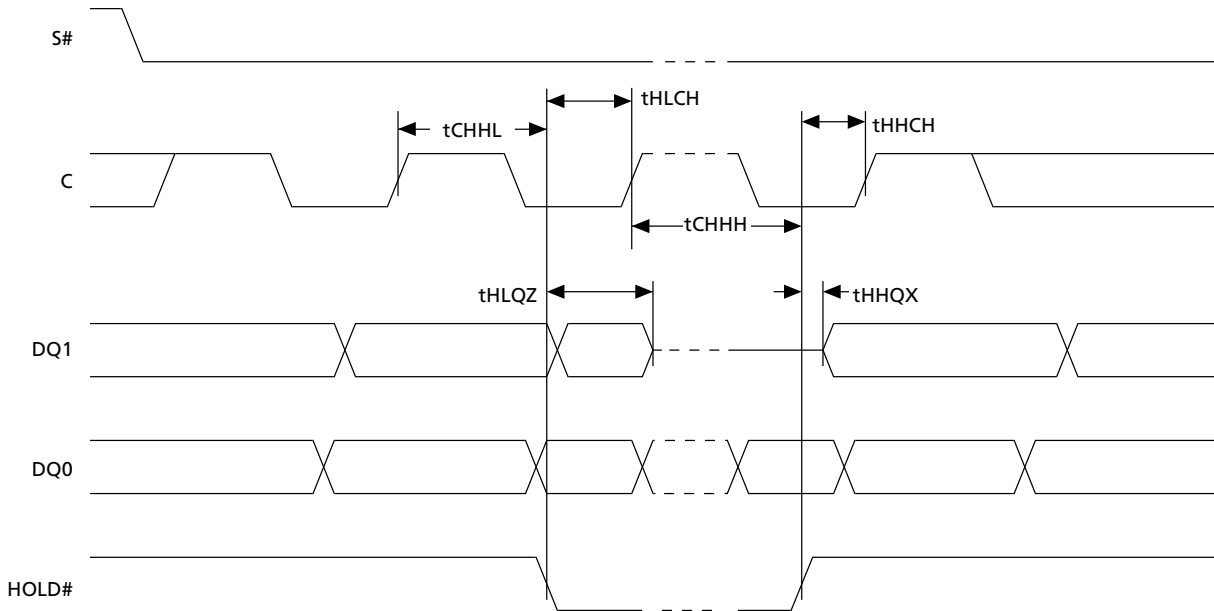 S#
tHLCH
tCHHL
tHHCH
C
tCHHH
tHLQZ
tHHQX
DQ1
DQ0
HOLD#